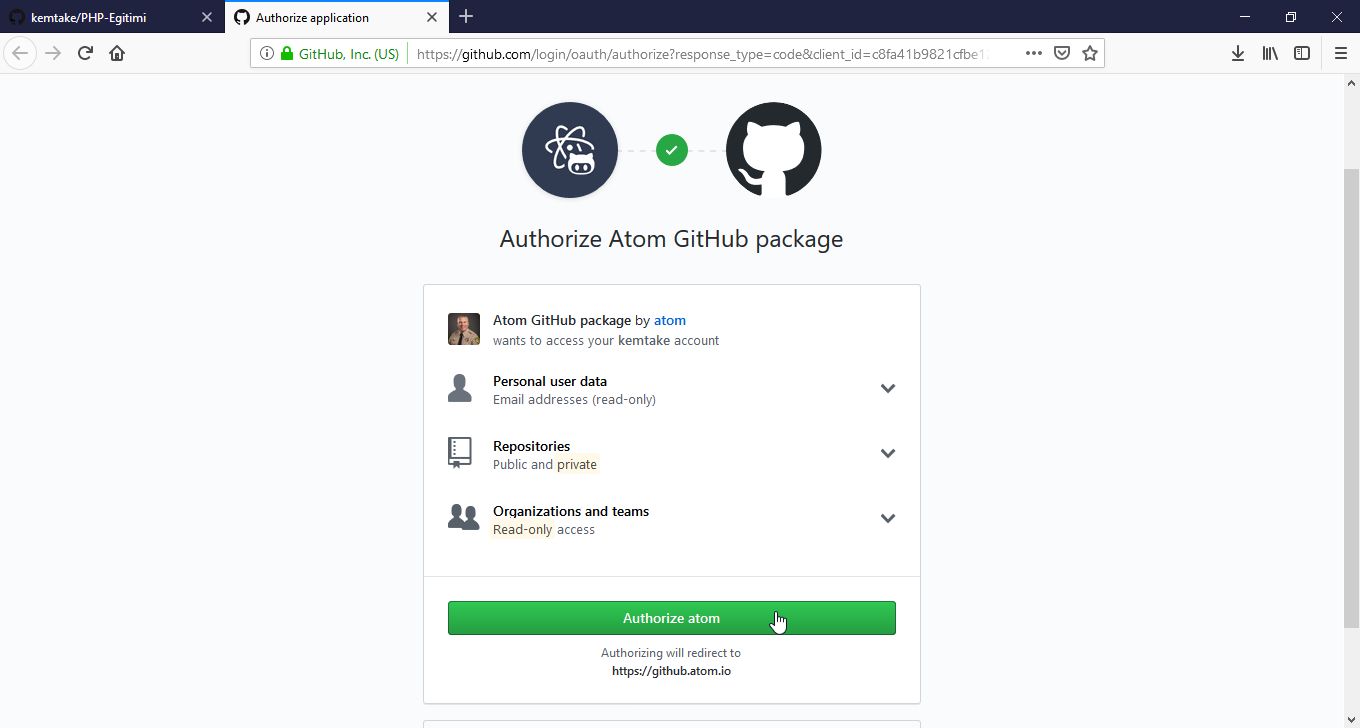 kemtake/PHP-Egitimi
Authorize application
GitHub, Inc. (US)
https://github.com/login/oauth/authorize?response_type=code&client_id=c8fa41b9821cfbe1
Authorize Atom GitHub package
Atom GitHub package by atom
wants to access your kemtake account
Personal user data
Email addresses (read-only)
Repositories
Public and private
Organizations and teams
Read-only access
Authorize atom
Authorizing will redirect to
https://github.atom.io